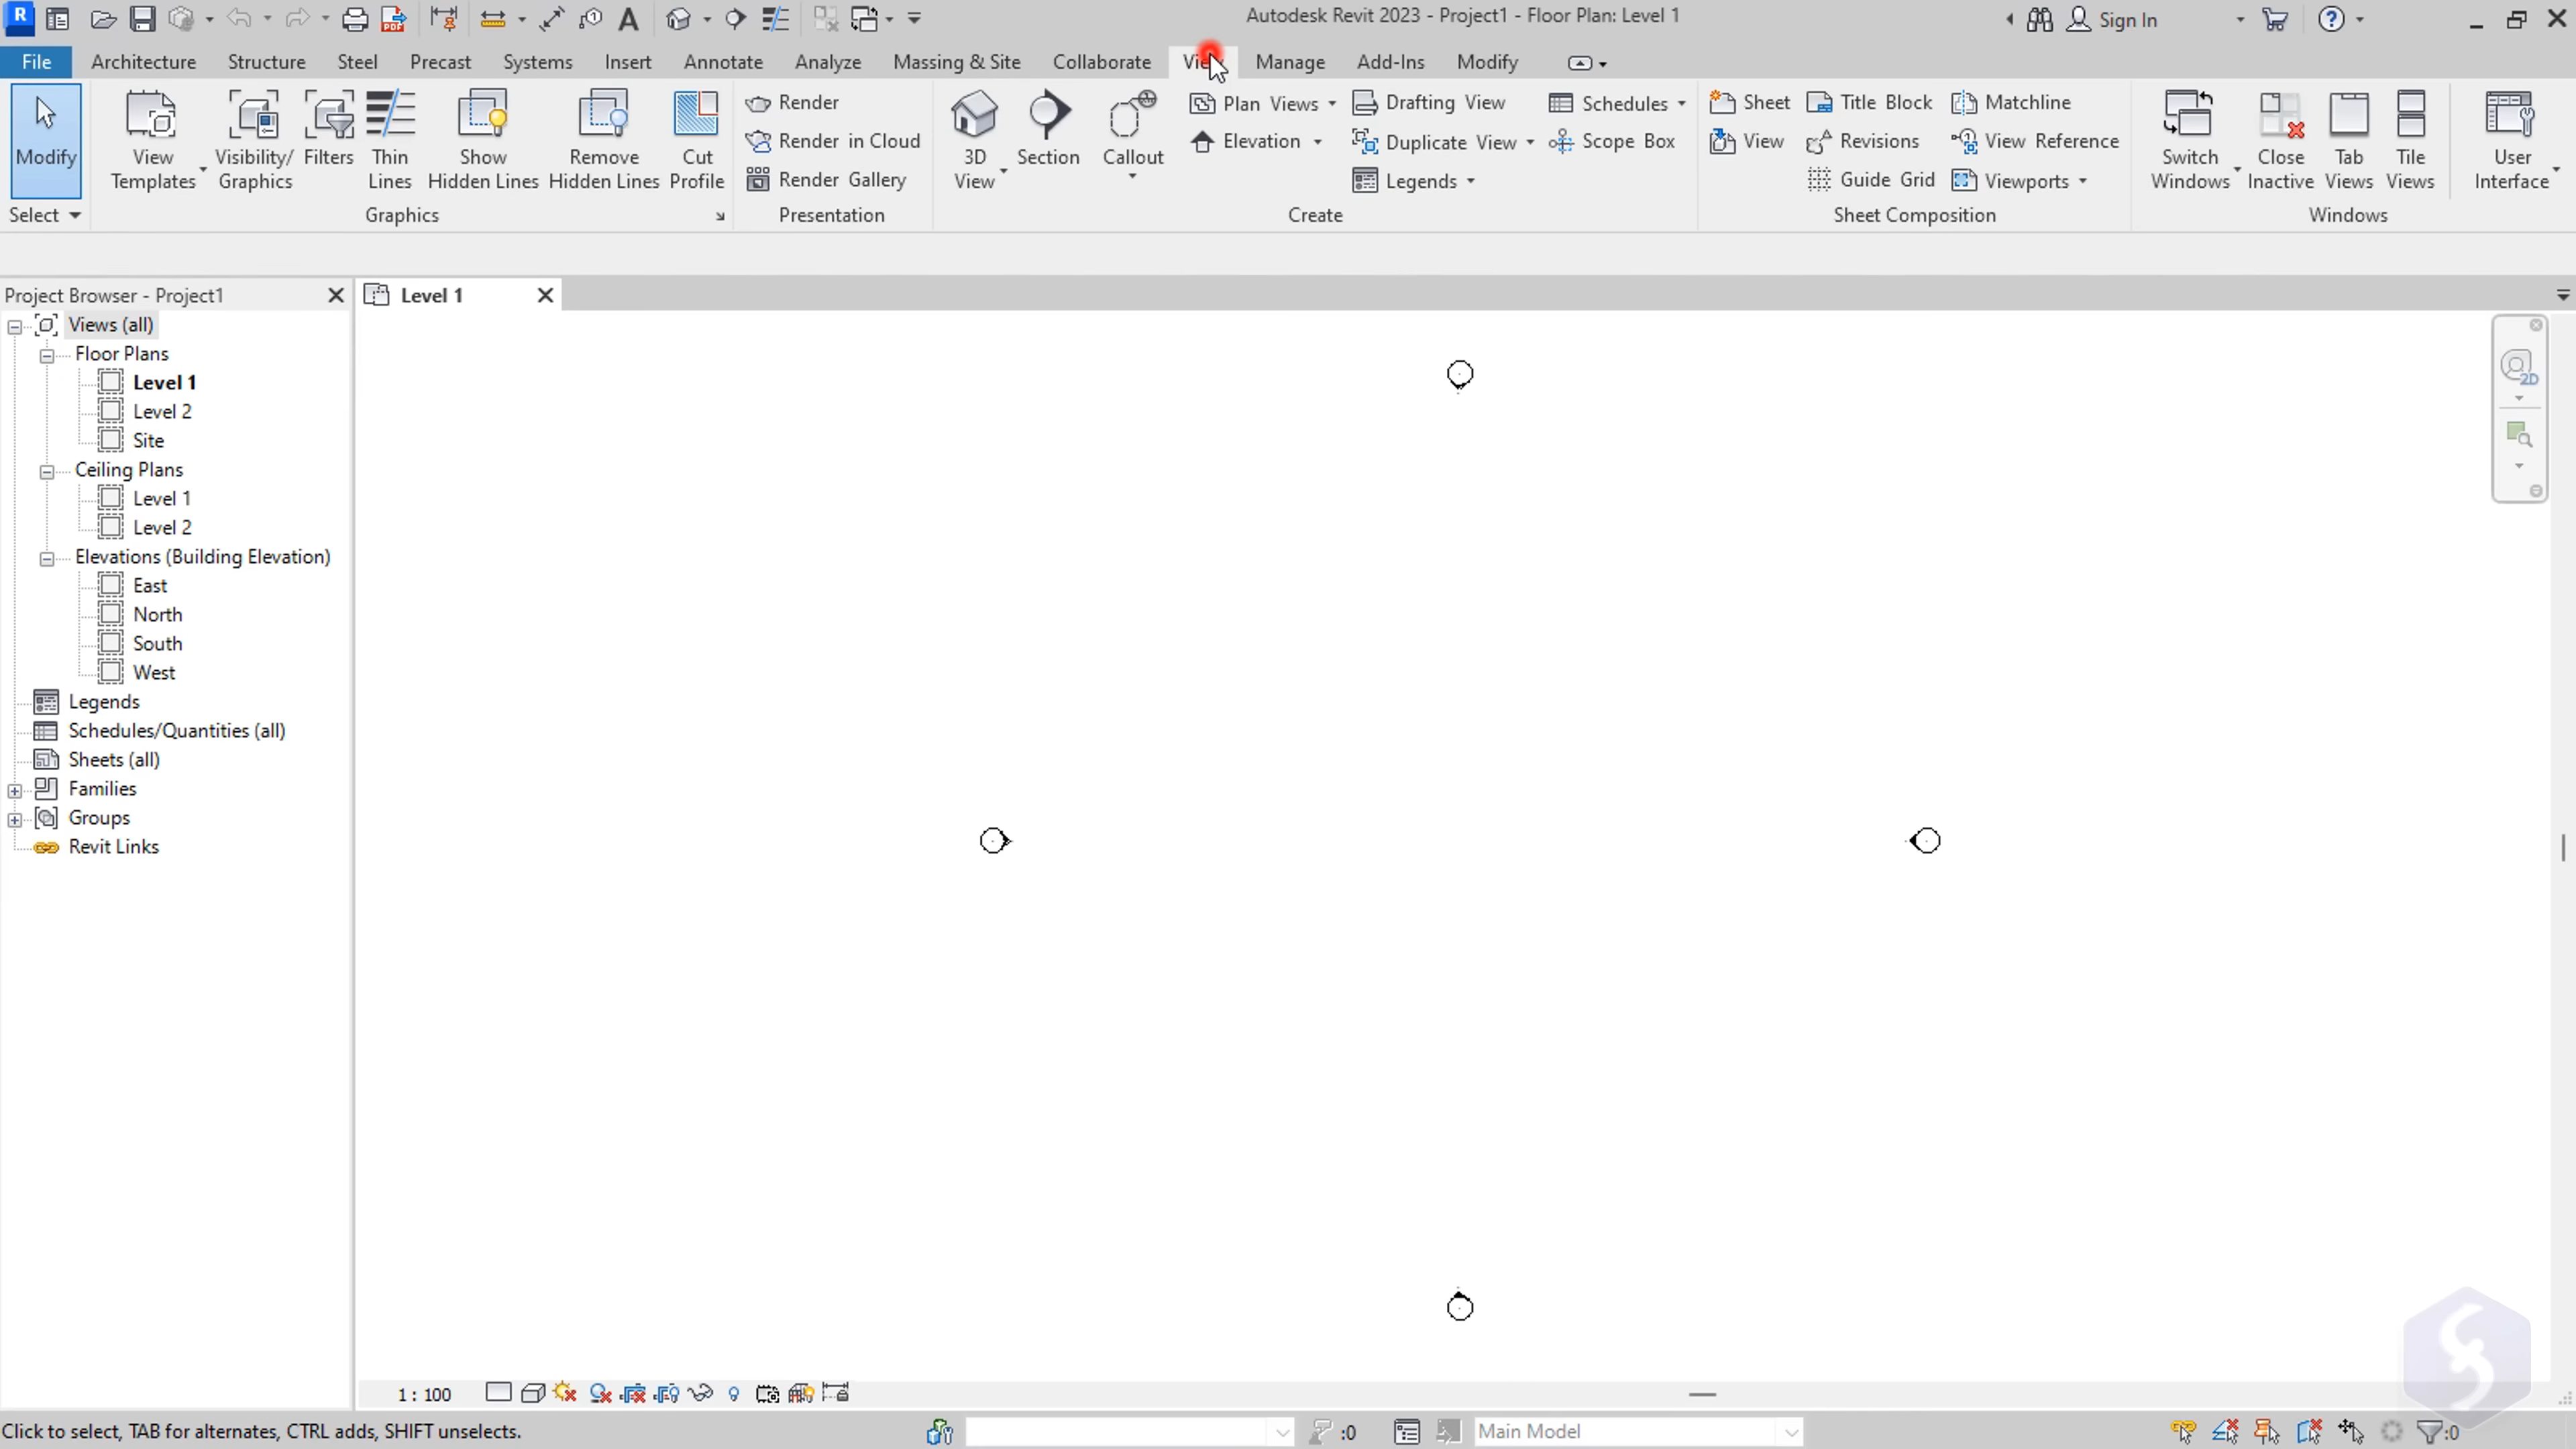 R
Autodesk Revit 2023 - Project1 - Floor Plan: Level 1
Sign In
File Architecture Structure Steel Precast Systems Insert Annotate Analyze Massing & Site Collaborate Manage Add-Ins Modify
Modify
View Templates
Visibility/ Graphics
Filters
Thin Lines
Show Hidden Lines
Remove Hidden Lines
Cut Profile
Render
Render in Cloud
Render Gallery
3D View
Section
Callout
Plan Views
Elevation
Drafting View
Duplicate View
Legends
Schedules
Scope Box
Sheet
View
Title Block
Revisions
Guide Grid
Matchline
View Reference
Viewports
Switch Windows
Close Inactive
Tab Views
Tile Views
User Interface
Select
Graphics
Presentation
Create
Sheet Composition
Windows
Project Browser - Project1
Level 1
Views (all)
Floor Plans
Level 1
Level 2
Site
Ceiling Plans
Level 1
Level 2
Elevations (Building Elevation)
East
North
South
West
Legends
Schedules/Quantities (all)
Sheets (all)
Families
Groups
Revit Links
2D
1 : 100
Click to select, TAB for alternates, CTRL adds, SHIFT unselects.
:0
Main Model
:0